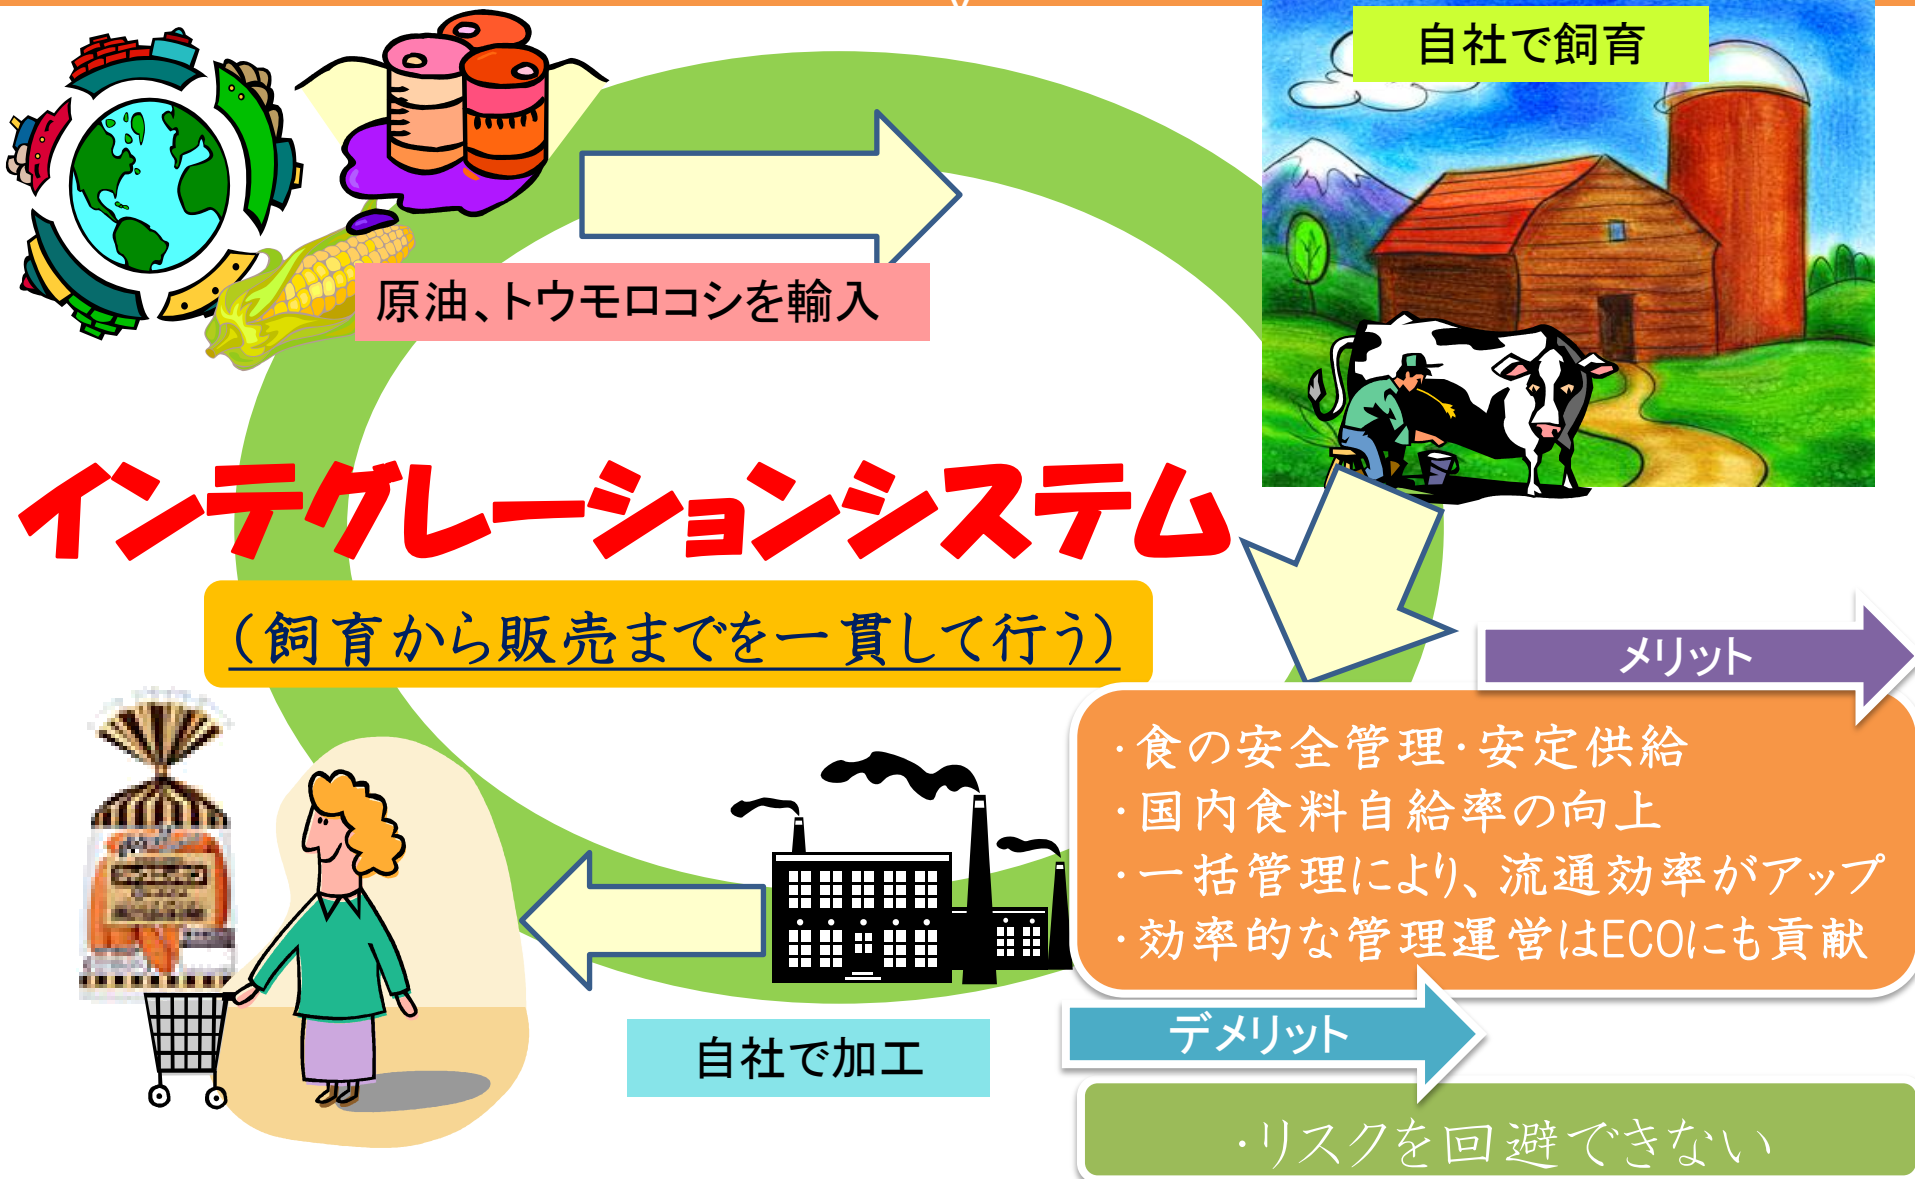 自社で飼育
原油、トウモロコシを輸入
インテグレーションシステム
（飼育から販売までを一貫して行う）
メリット
・食の安全管理・安定供給
・国内食料自給率の向上
・一括管理により、流通効率がアップ
・効率的な管理運営はECOにも貢献
自社で加工
デメリット
・リスクを回避できない